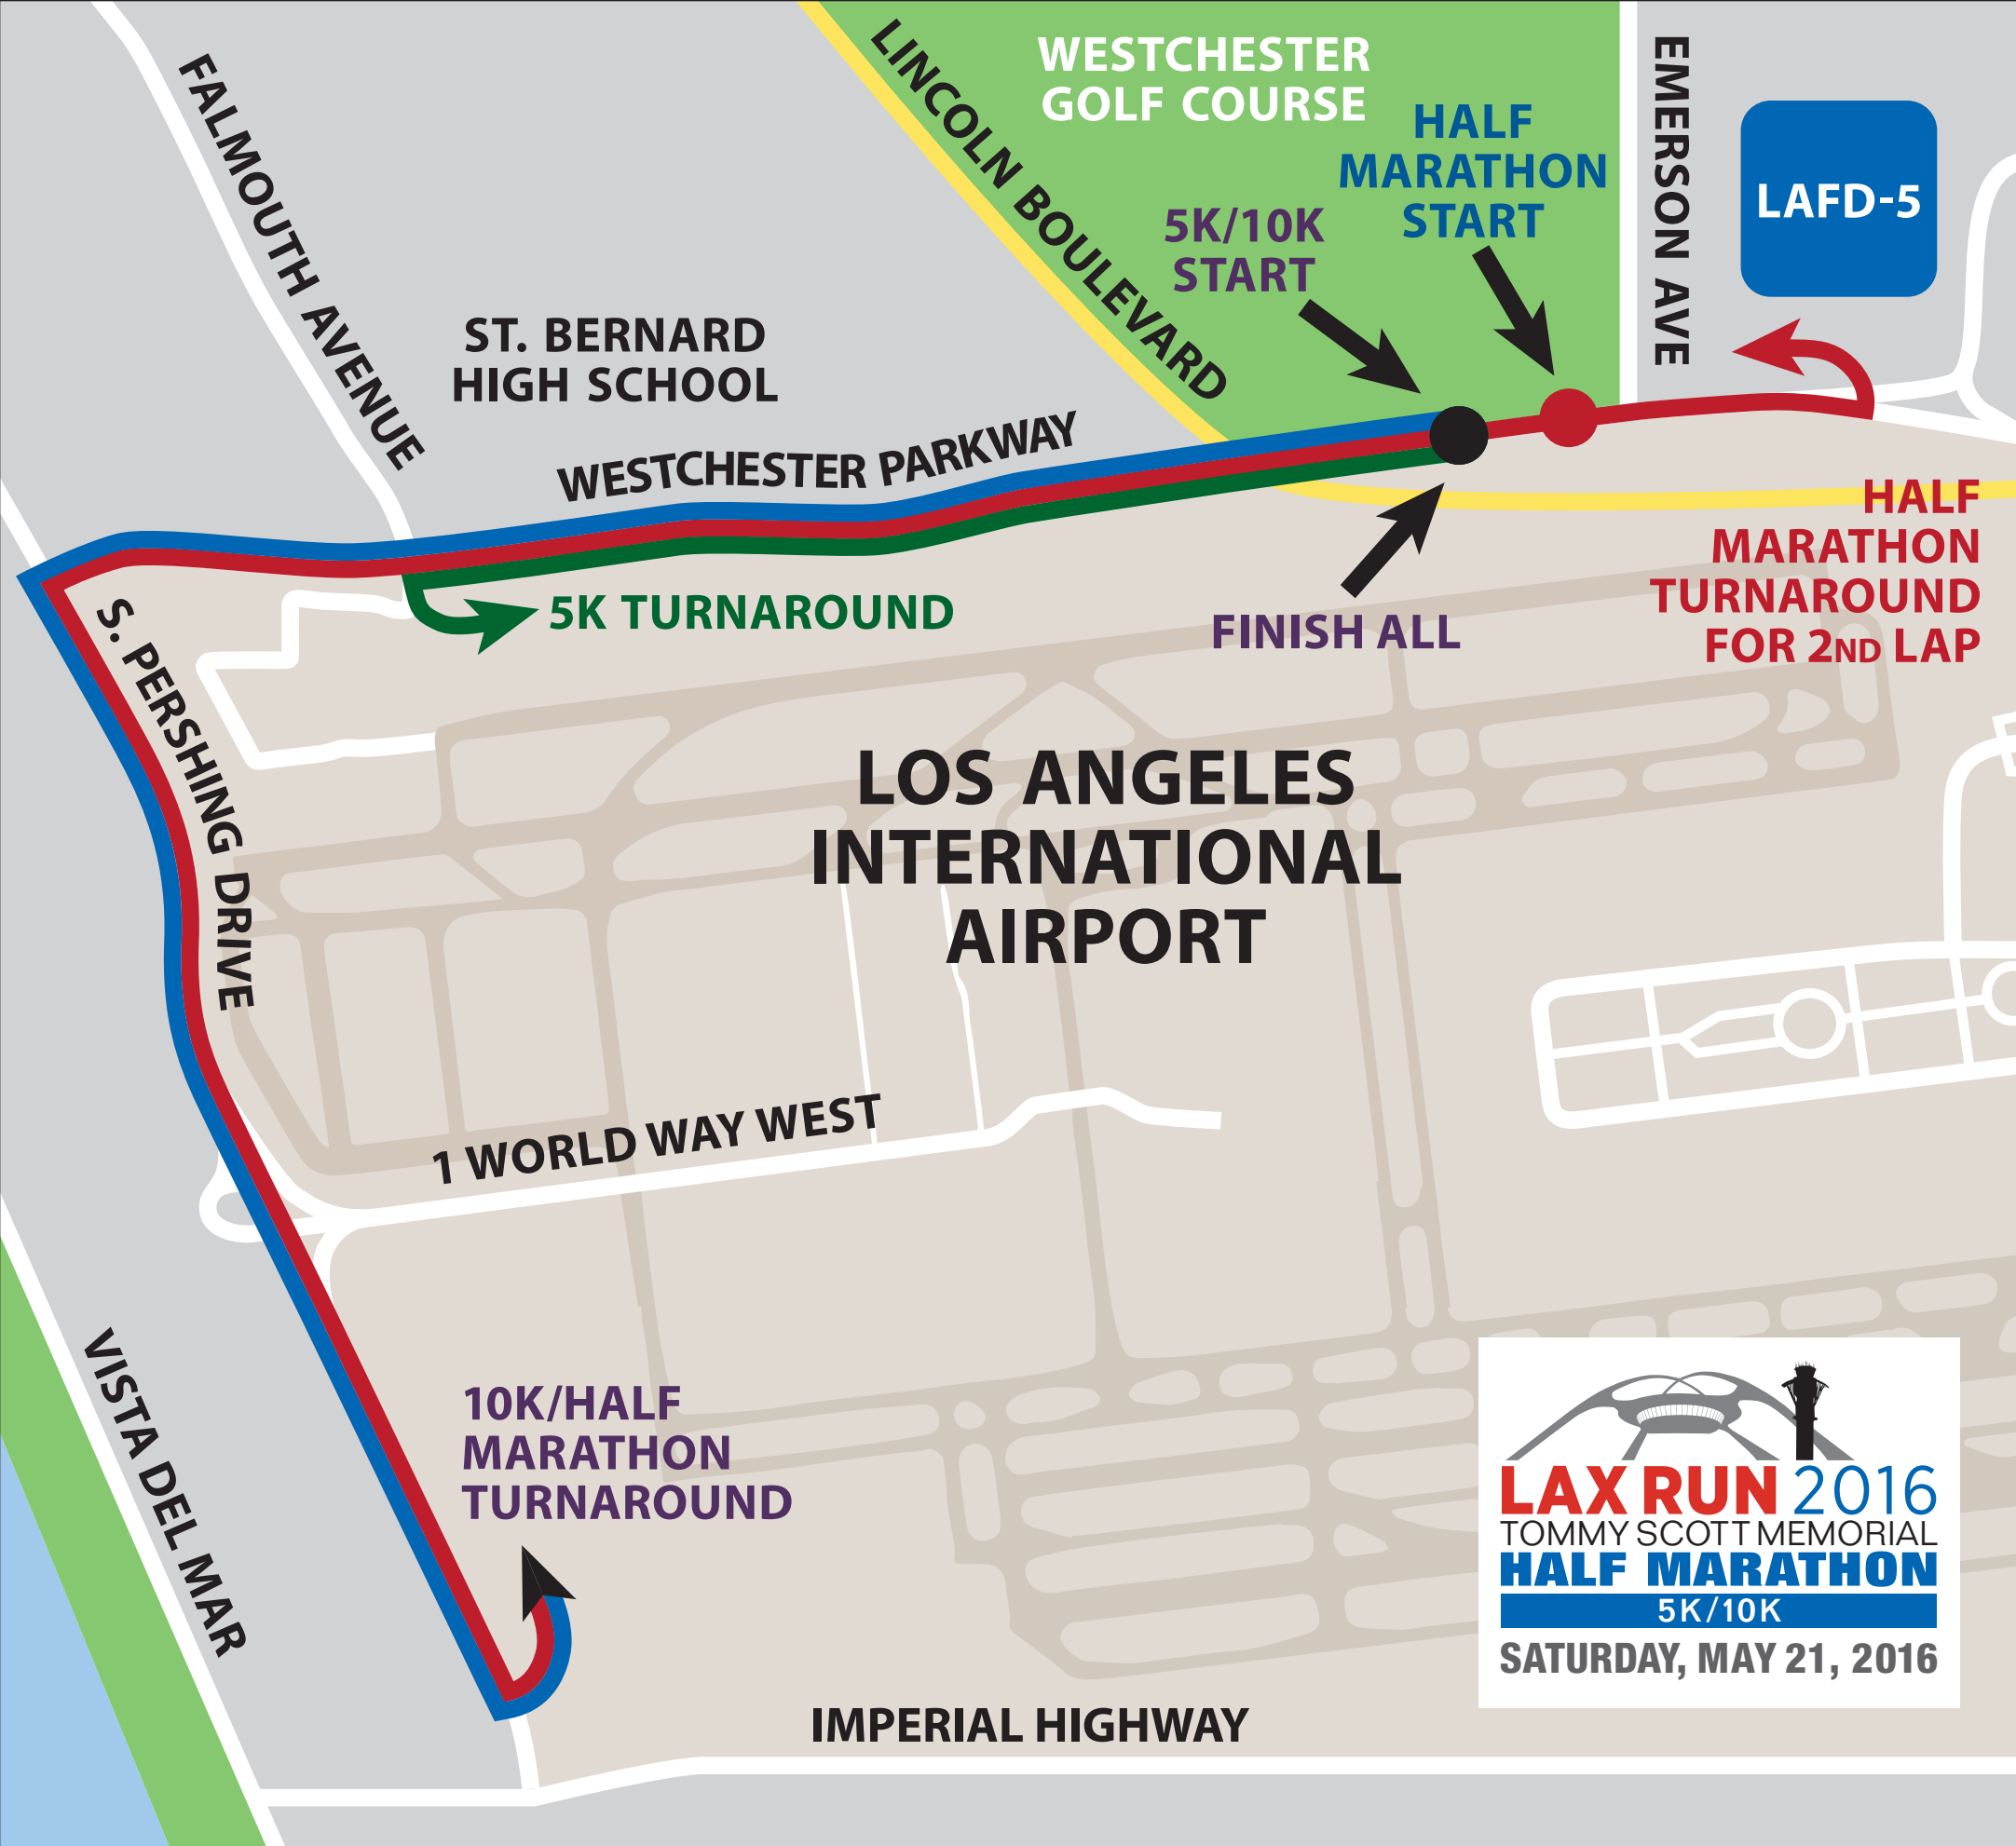 FALMOUTH AVENUE
LINCOLN BOULEVARD
WESTCHESTER
GOLF COURSE
HALF
MARATHON
START
5K/10K
START
EMERSON AVE
LAFD-5
ST. BERNARD
HIGH SCHOOL
WESTCHESTER PARKWAY
5K TURNAROUND
FINISH ALL
HALF
MARATHON
TURNAROUND
FOR 2ND LAP
S. PERSHING DRIVE
LOS ANGELES
INTERNATIONAL
AIRPORT
1 WORLD WAY WEST
VISTA DEL MAR
10K/HALF
MARATHON
TURNAROUND
IMPERIAL HIGHWAY
LAX RUN 2016
TOMMY SCOTT MEMORIAL
HALF MARATHON
5K/10K
SATURDAY, MAY 21, 2016